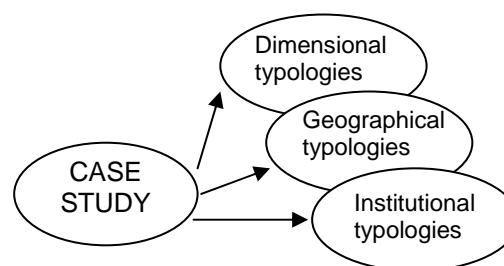 Dimensional
typologies
Geographical
typologies
CASE
STUDY
Institutional
typologies